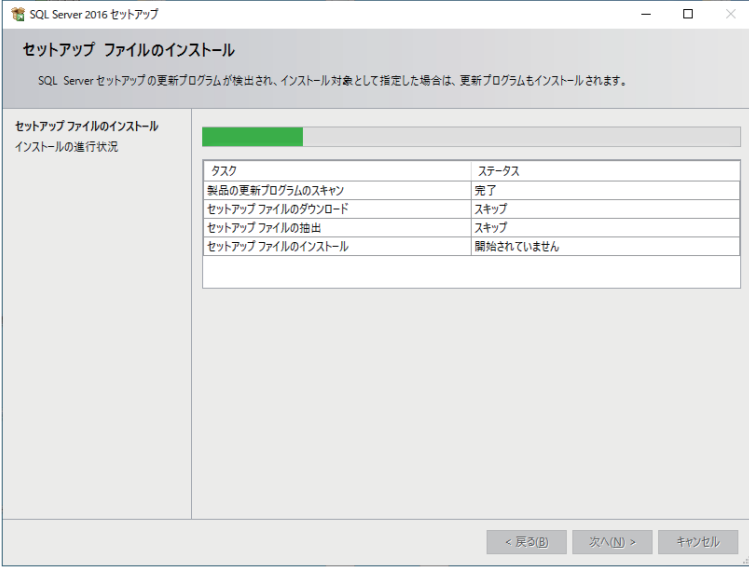 SQL Server 2016 セットアップ
セットアップ ファイルのインストール
SQL Server セットアップの更新プログラムが検出され、インストール対象として指定した場合は、更新プログラムもインストールされます。
セットアップ ファイルのインストール
インストールの進行状況
タスク ステータス
製品の更新プログラムのスキャン 完了
セットアップ ファイルのダウンロード スキップ
セットアップ ファイルの抽出 スキップ
セットアップ ファイルのインストール 開始されていません
< 戻る(B) 次へ(N) > キャンセル